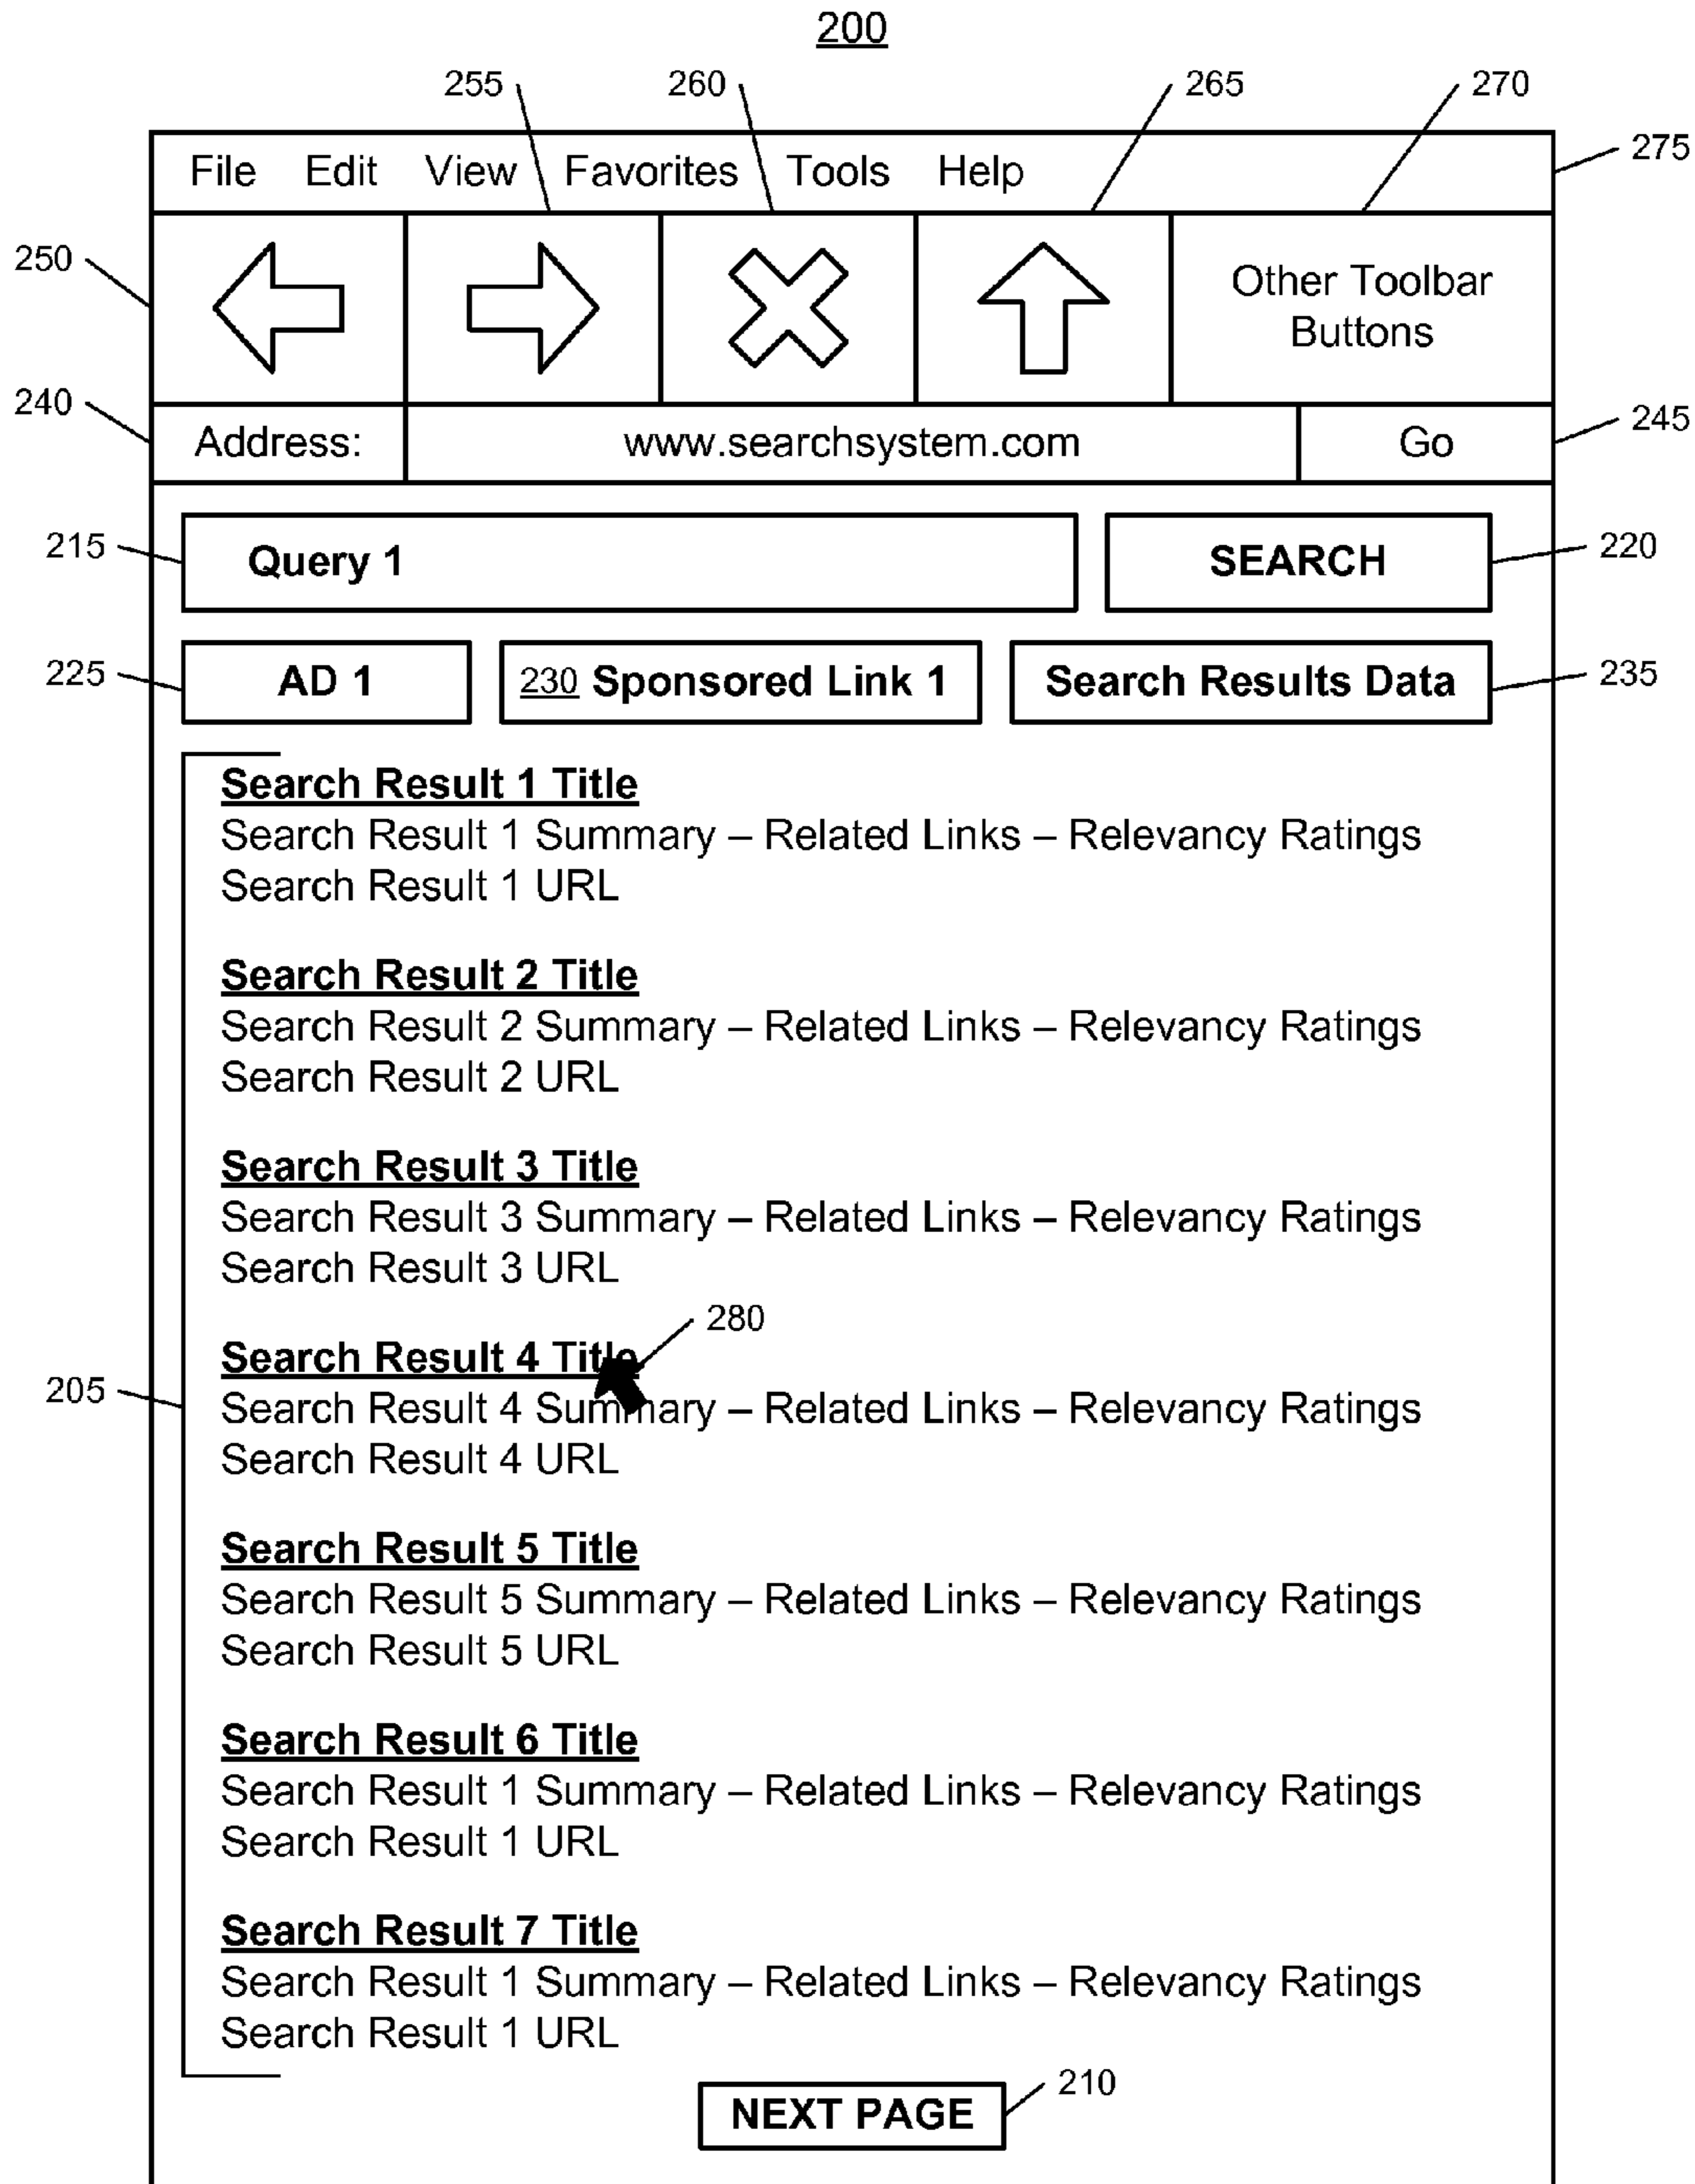 200
255 260 265 270
File Edit View Favorites Tools Help 275
250
Other Toolbar
Buttons
240 Address: www.searchsystem.com Go 245
215 Query 1 SEARCH 220
225 AD 1 230 Sponsored Link 1 Search Results Data 235
Search Result 1 Title
Search Result 1 Summary – Related Links – Relevancy Ratings
Search Result 1 URL
Search Result 2 Title
Search Result 2 Summary – Related Links – Relevancy Ratings
Search Result 2 URL
Search Result 3 Title
Search Result 3 Summary – Related Links – Relevancy Ratings
Search Result 3 URL
280
Search Result 4 Title
205 Search Result 4 Summary – Related Links – Relevancy Ratings
Search Result 4 URL
Search Result 5 Title
Search Result 5 Summary – Related Links – Relevancy Ratings
Search Result 5 URL
Search Result 6 Title
Search Result 1 Summary – Related Links – Relevancy Ratings
Search Result 1 URL
Search Result 7 Title
Search Result 1 Summary – Related Links – Relevancy Ratings
Search Result 1 URL
NEXT PAGE 210